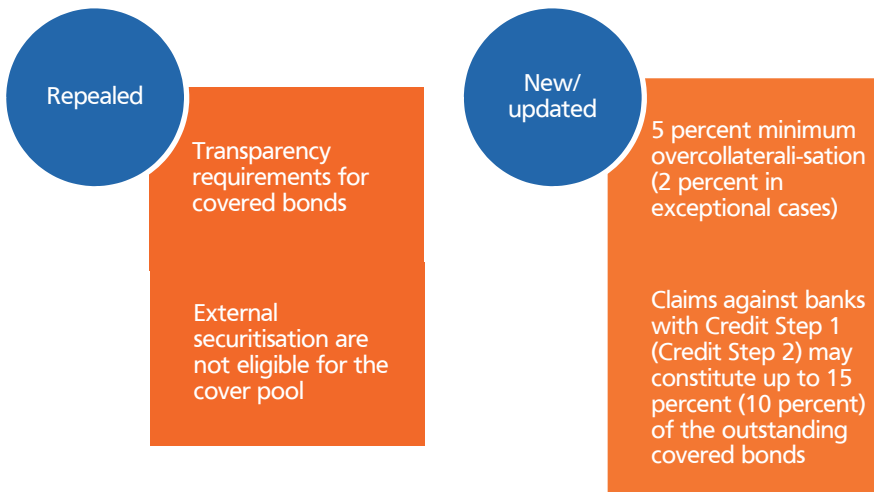 Repealed
Transparency
requirements for
covered bonds
External
securitisation are
not eligible for the
cover pool
New/
updated
5 percent minimum
overcollaterali-sation
(2 percent in
exceptional cases)
Claims against banks
with Credit Step 1
(Credit Step 2) may
constitute up to 15
percent (10 percent)
of the outstanding
covered bonds